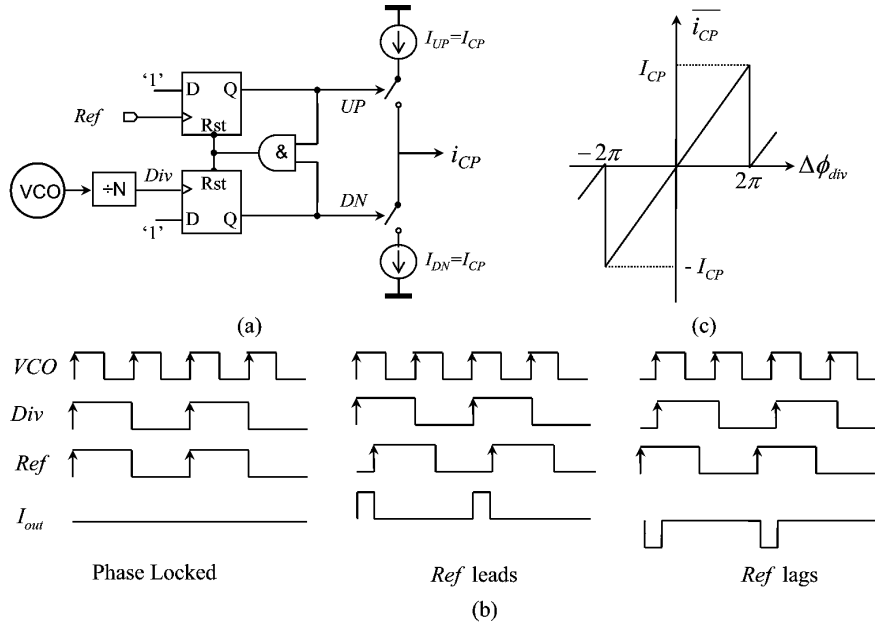 I_UP=I_CP
'1'
D
Q
Ref
Rst
UP
&
i_CP
VCO
÷N
Div
Rst
DN
D
Q
'1'
I_DN=I_CP
(a)
i_CP
I_CP
−2π
2π
Δϕ_div
- I_CP
(c)
VCO
Div
Ref
I_out
Phase Locked
Ref leads
Ref lags
(b)